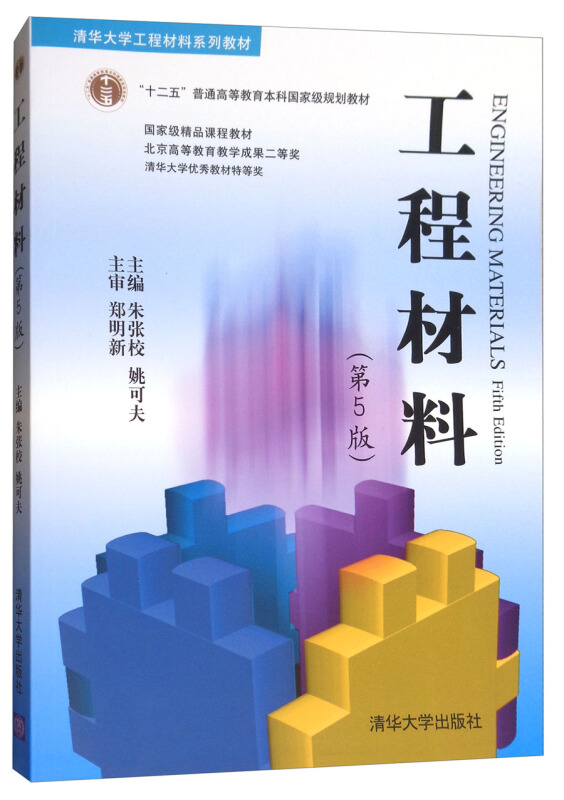 清华大学工程材料系列教材
十二五
“十二五”普通高等教育本科国家级规划教材
国家级精品课程教材
北京高等教育教学成果二等奖
清华大学优秀教材特等奖
工程材料
(第5版)
ENGINEERING MATERIALS Fifth Edition
主编 朱张校 姚可夫
主审 郑明新
清华大学出版社
工程材料(第5版)
主编 朱张校 姚可夫
清华大学出版社